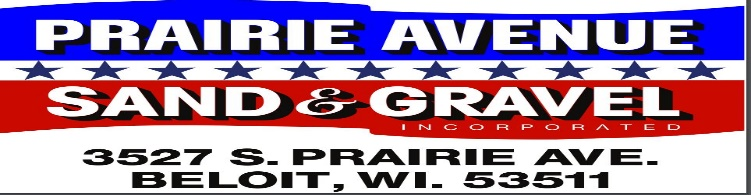 PRAIRIE AVENUE
SAND & GRAVEL
INCORPORATED
3527 S. PRAIRIE AVE.
BELOIT, WI. 53511